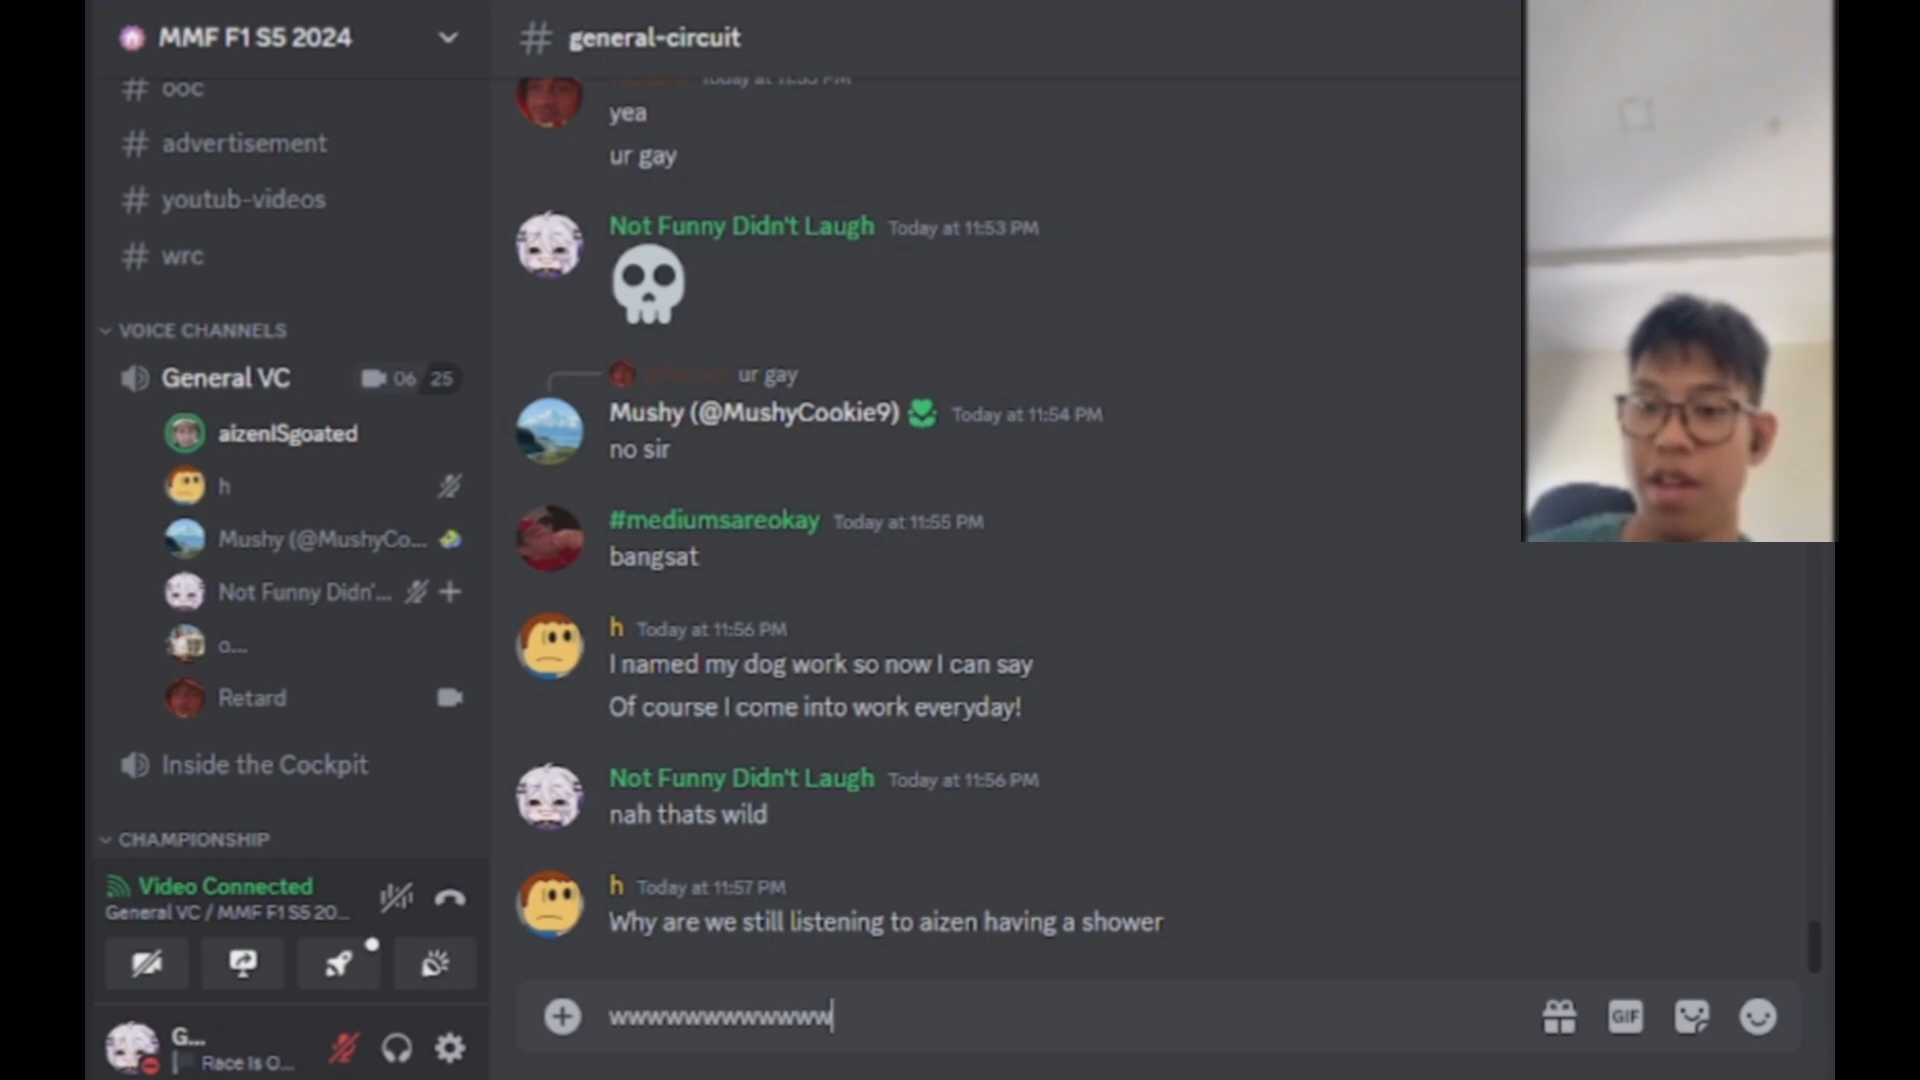 MMF F1 S5 2024
ooc
advertisement
youtub-videos
wrc
VOICE CHANNELS
General VC 06 25
aizenISgoated
h
Mushy (@MushyCo...
Not Funny Didn'...
o...
Retard
Inside the Cockpit
CHAMPIONSHIP
Video Connected
General VC / MMF F1 S5 20...
G...
Race Is O...
# general-circuit
Today at 11:53 PM
yea
ur gay
Not Funny Didn't Laugh Today at 11:53 PM
ur gay
Mushy (@MushyCookie9) Today at 11:54 PM
no sir
#mediumsareokay Today at 11:55 PM
bangsat
h Today at 11:56 PM
I named my dog work so now I can say
Of course I come into work everyday!
Not Funny Didn't Laugh Today at 11:56 PM
nah thats wild
h Today at 11:57 PM
Why are we still listening to aizen having a shower
wwwwwwwwwwww
GIF